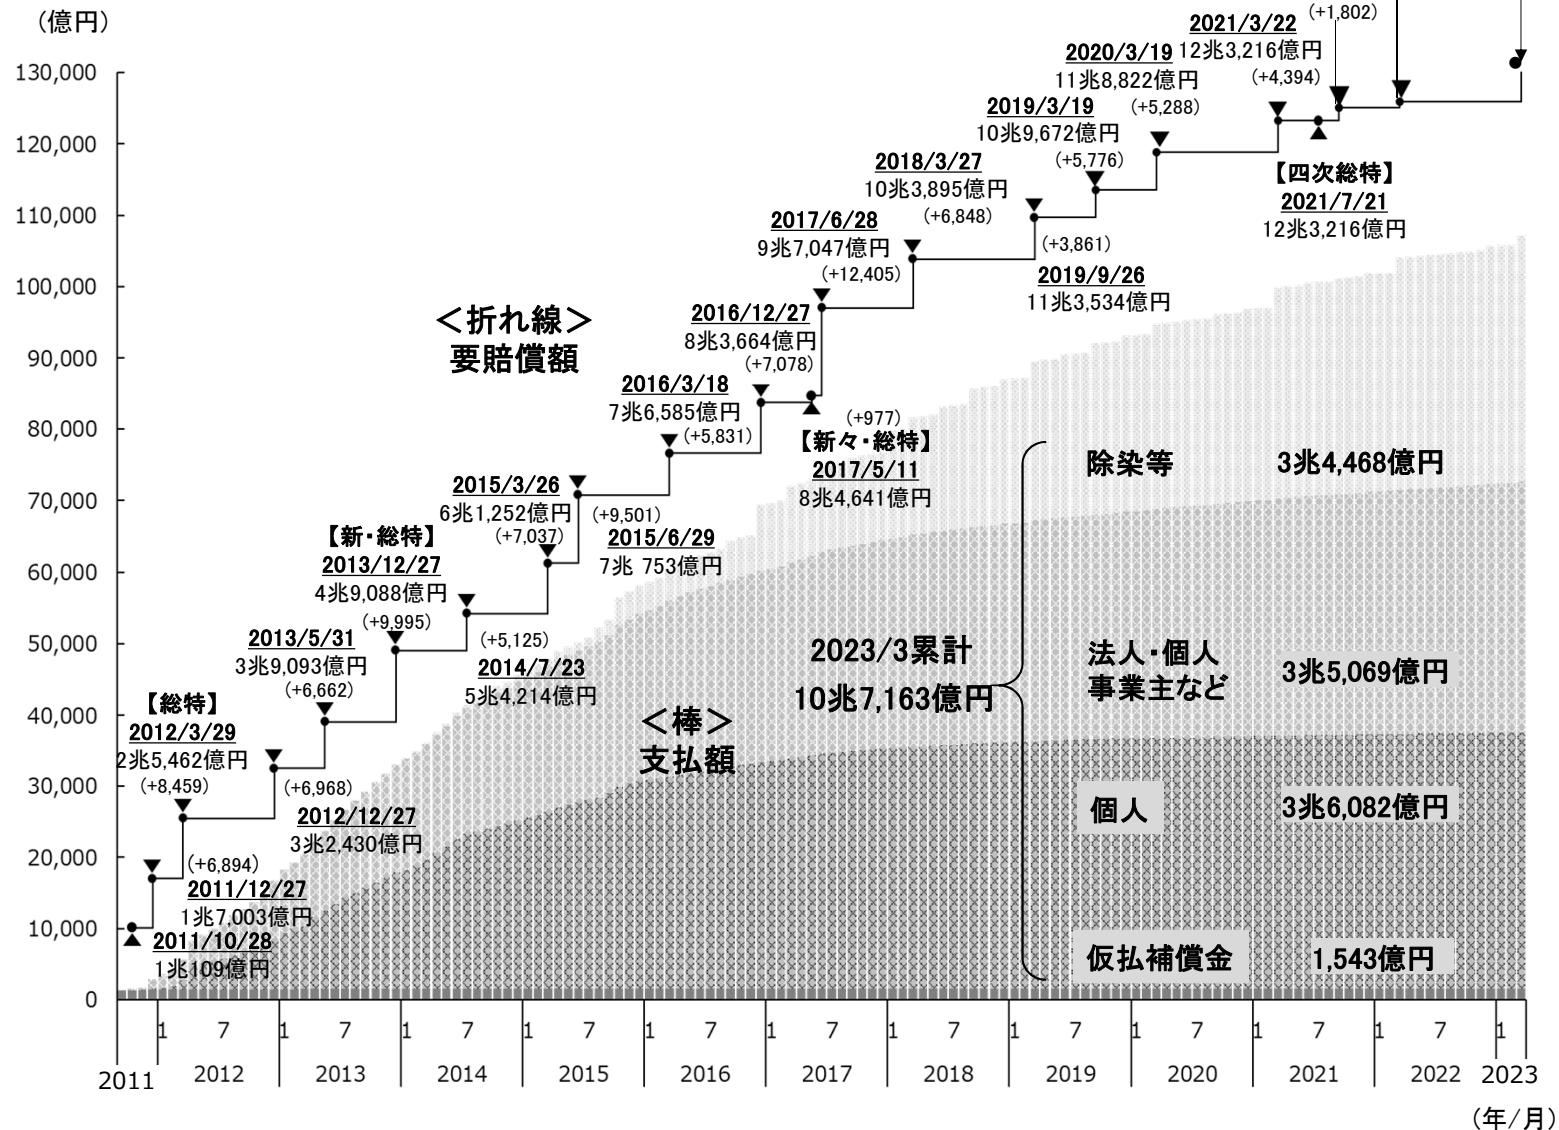 （億円）
130,000
120,000
110,000
100,000
90,000
80,000
70,000
60,000
50,000
40,000
30,000
20,000
10,000
0
（+1,802）
2021/3/22
12兆3,216億円
（+4,394）
2020/3/19
11兆8,822億円
（+5,288）
2019/3/19
10兆9,672億円
（+5,776）
2018/3/27
10兆3,895億円
（+6,848）
【四次総特】
2021/7/21
12兆3,216億円
2017/6/28
9兆7,047億円
（+12,405）
（+3,861）
2019/9/26
11兆3,534億円
＜折れ線＞
要賠償額
2016/12/27
8兆3,664億円
（+7,078）
2016/3/18
7兆6,585億円
（+5,831）
（+977）
【新々・総特】
2017/5/11
8兆4,641億円
2015/3/26
6兆1,252億円
（+7,037）
（+9,501）
2015/6/29
7兆 753億円
【新・総特】
2013/12/27
4兆9,088億円
（+9,995）
（+5,125）
2014/7/23
5兆4,214億円
2013/5/31
3兆9,093億円
（+6,662）
【総特】
2012/3/29
2兆5,462億円
（+8,459）
（+6,968）
2012/12/27
3兆2,430億円
（+6,894）
2011/12/27
1兆7,003億円
2011/10/28
1兆109億円
＜棒＞
支払額
2023/3累計
10兆7,163億円
除染等 3兆4,468億円
法人・個人
事業主など
3兆5,069億円
個人 3兆6,082億円
仮払補償金 1,543億円
1 7 1 7 1 7 1 7 1 7 1 7 1 7 1 7 1 7 1 7 1 7 1
2011 2012 2013 2014 2015 2016 2017 2018 2019 2020 2021 2022 2023
（年/月）